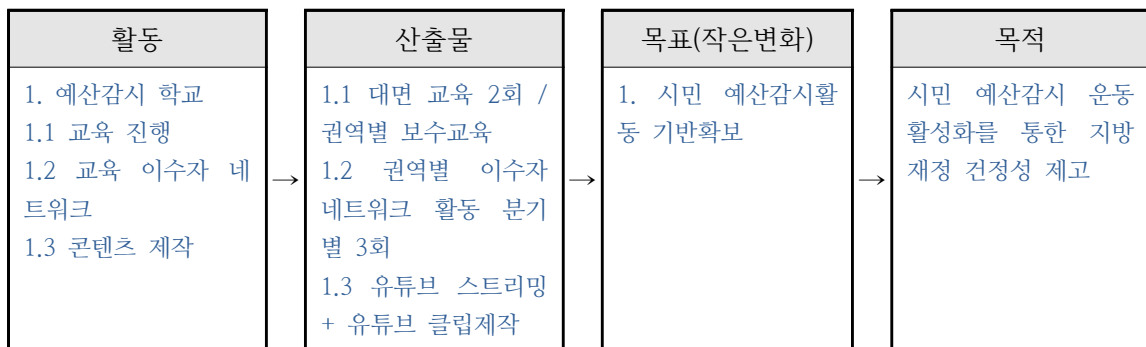 활동
1. 예산감시 학교
1.1 교육 진행
1.2 교육 이수자 네
트워크
1.3 콘텐츠 제작
→
산출물
1.1 대면 교육 2회 /
권역별 보수교육
1.2 권역별 이수자
네트워크 활동 분기
별 3회
1.3 유튜브 스트리밍
+ 유튜브 클립제작
→
목표(작은변화)
1. 시민 예산감시활
동 기반확보
→
목적
시민 예산감시 운동
활성화를 통한 지방
재정 건정성 제고